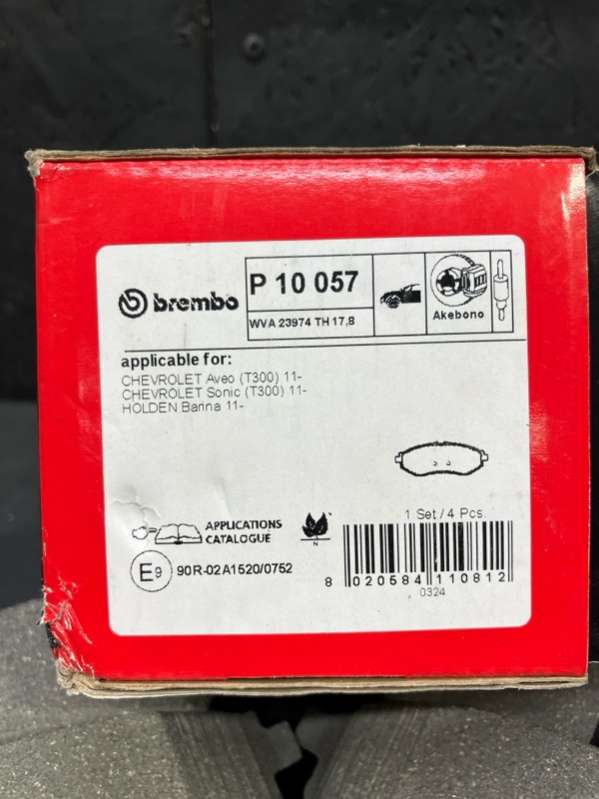 brembo
P 10 057
WVA 23974 TH 17,8
Akebono
applicable for:
CHEVROLET Aveo (T300) 11-
CHEVROLET Sonic (T300) 11-
HOLDEN Barina 11-
1 Set / 4 Pcs.
APPLICATIONS
CATALOGUE
N
E9 90R-02A1520/0752
8 020584 110812
0324